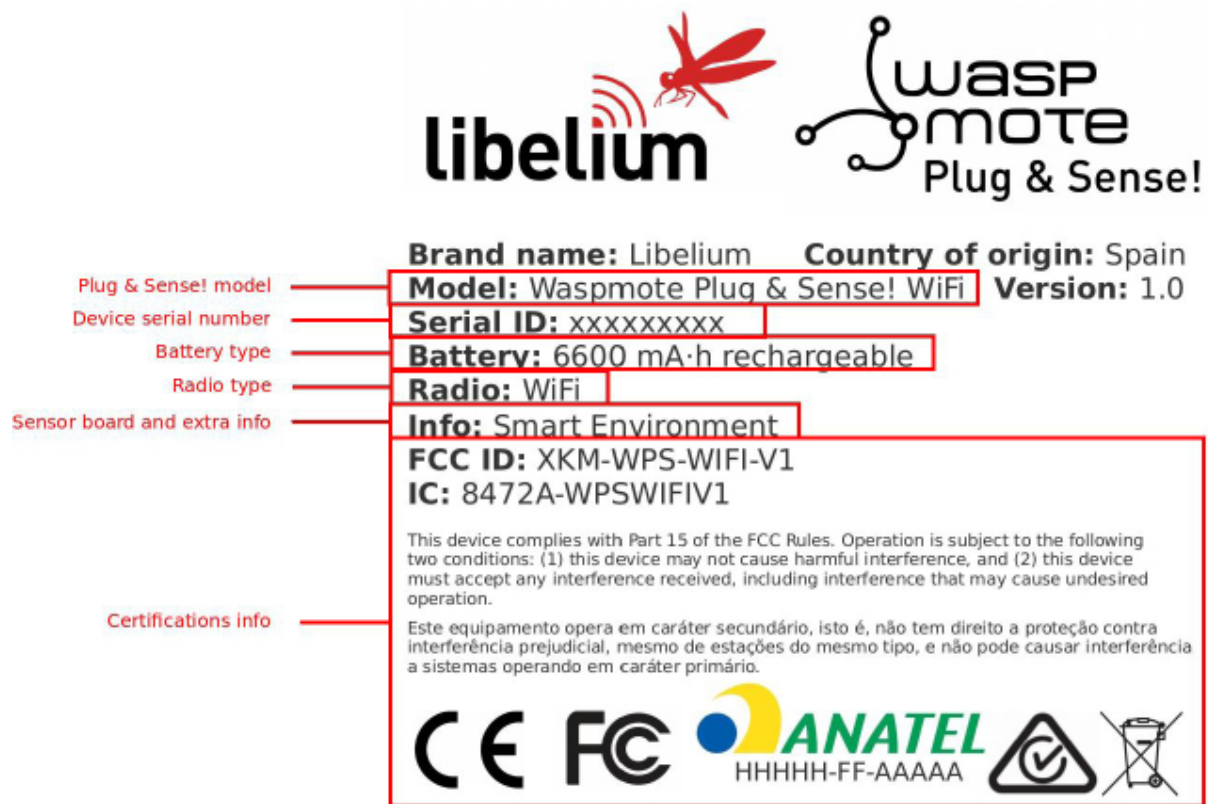 libelium
wasp
mote
Plug & Sense!
Brand name: Libelium Country of origin: Spain
Plug & Sense! model Model: Waspmote Plug & Sense! WiFi Version: 1.0
Device serial number Serial ID: xxxxxxxxx
Battery type Battery: 6600 mA·h rechargeable
Radio type Radio: WiFi
Sensor board and extra info Info: Smart Environment
FCC ID: XKM-WPS-WIFI-V1
IC: 8472A-WPSWIFIV1
This device complies with Part 15 of the FCC Rules. Operation is subject to the following
two conditions: (1) this device may not cause harmful interference, and (2) this device
must accept any interference received, including interference that may cause undesired
operation.
Certifications info
Este equipamento opera em caráter secundário, isto é, não tem direito a proteção contra
interferência prejudicial, mesmo de estações do mesmo tipo, e não pode causar interferência
a sistemas operando em caráter primário.
CE FC ANATEL
HHHHH-FF-AAAAA